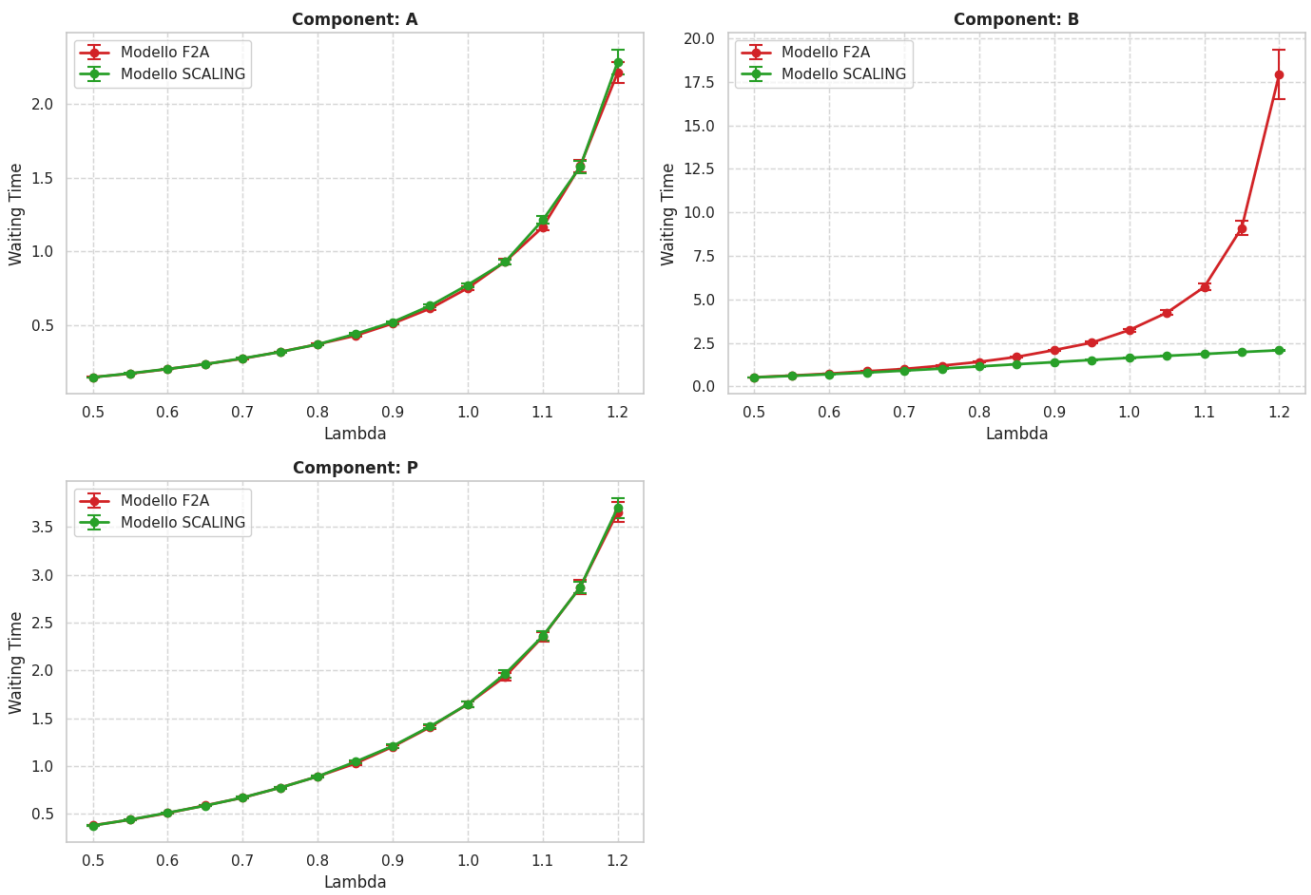 Component: A
Modello F2A
Modello SCALING
2.0
1.5
1.0
0.5
Waiting Time
0.5 0.6 0.7 0.8 0.9 1.0 1.1 1.2
Lambda
Component: B
Modello F2A
Modello SCALING
20.0
17.5
15.0
12.5
10.0
7.5
5.0
2.5
0.0
Waiting Time
0.5 0.6 0.7 0.8 0.9 1.0 1.1 1.2
Lambda
Component: P
Modello F2A
Modello SCALING
3.5
3.0
2.5
2.0
1.5
1.0
0.5
Waiting Time
0.5 0.6 0.7 0.8 0.9 1.0 1.1 1.2
Lambda